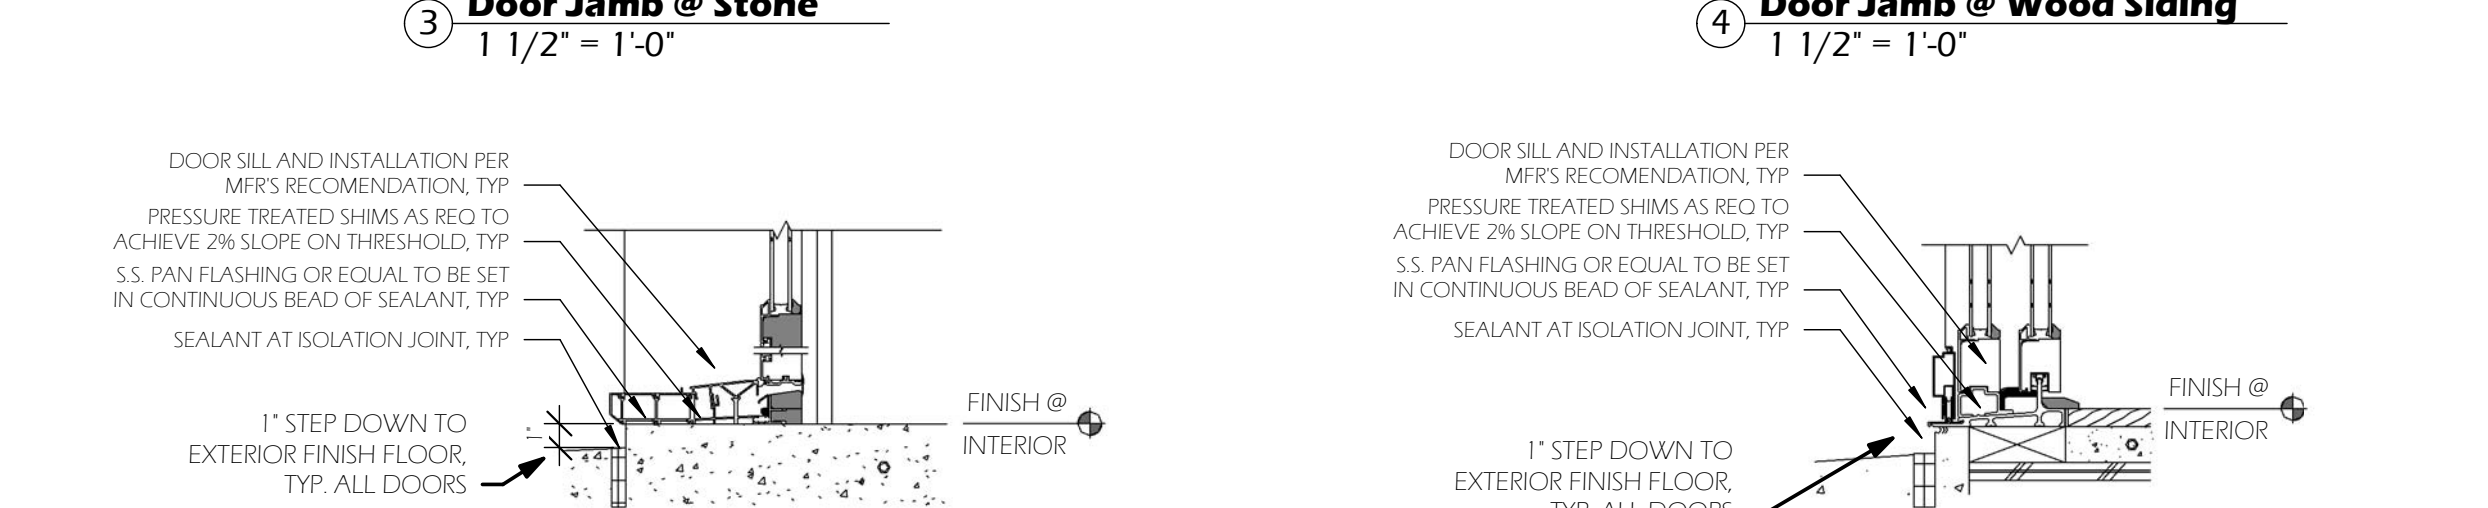 3 Door Jamb @ Stone
1 1/2" = 1'-0"
4 Door Jamb @ Wood Siding
1 1/2" = 1'-0"
DOOR SILL AND INSTALLATION PER
MFR'S RECOMENDATION, TYP
PRESSURE TREATED SHIMS AS REQ TO
ACHIEVE 2% SLOPE ON THRESHOLD, TYP
S.S. PAN FLASHING OR EQUAL TO BE SET
IN CONTINUOUS BEAD OF SEALANT, TYP
SEALANT AT ISOLATION JOINT, TYP
1" STEP DOWN TO
EXTERIOR FINISH FLOOR,
TYP. ALL DOORS
1"
FINISH @
INTERIOR
DOOR SILL AND INSTALLATION PER
MFR'S RECOMENDATION, TYP
PRESSURE TREATED SHIMS AS REQ TO
ACHIEVE 2% SLOPE ON THRESHOLD, TYP
S.S. PAN FLASHING OR EQUAL TO BE SET
IN CONTINUOUS BEAD OF SEALANT, TYP
SEALANT AT ISOLATION JOINT, TYP
1" STEP DOWN TO
EXTERIOR FINISH FLOOR,
TYP. ALL DOORS
FINISH @
INTERIOR